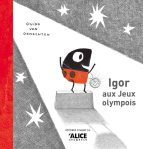 GUIDO
VAN
GENECHTEN
Igor
aux Jeux
olympois
ALICE